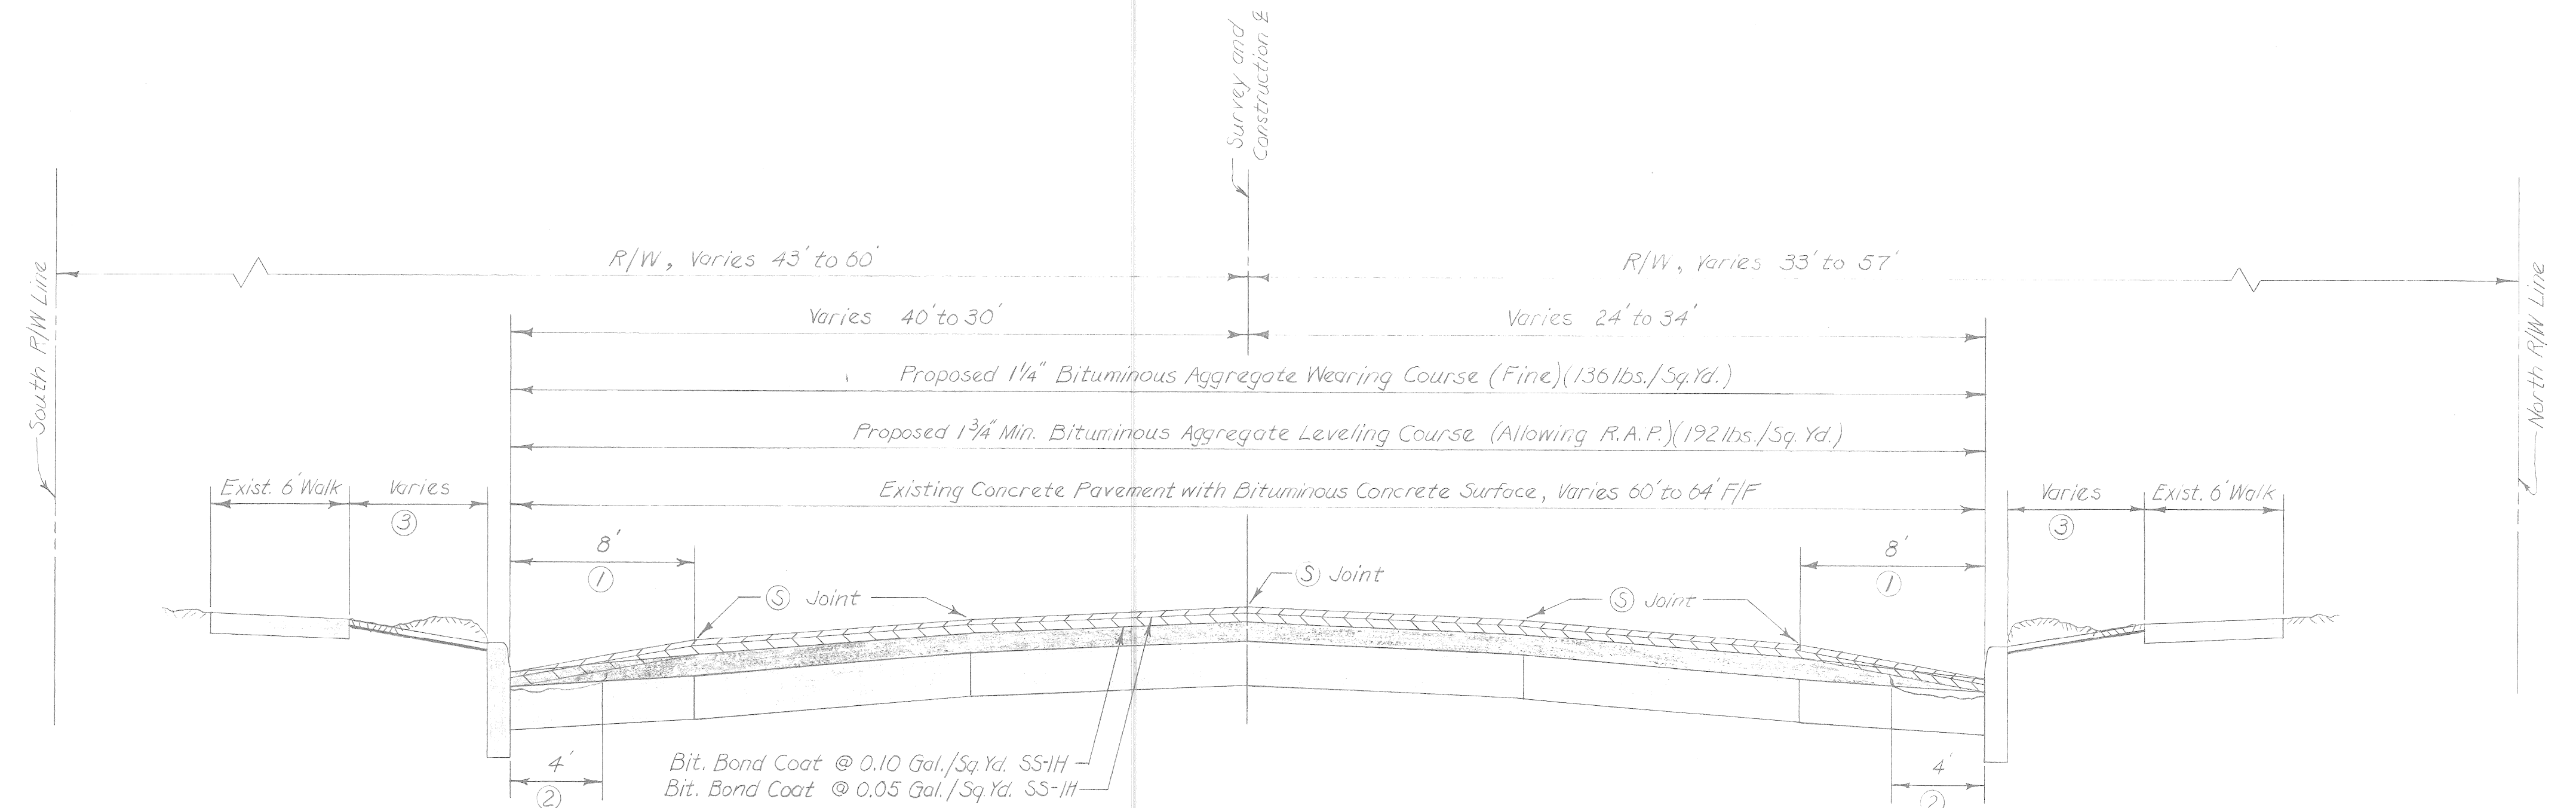 Survey and
Construction ℄
R/W, Varies 43' to 60'
R/W, Varies 33' to 57'
South R/W Line
North R/W Line
Varies 40' to 30'
Varies 24' to 34'
Proposed 1¼" Bituminous Aggregate Wearing Course (Fine)(136 lbs./Sq.Yd.)
Proposed 1¾" Min. Bituminous Aggregate Leveling Course (Allowing R.A.P.)(192 lbs./Sq. Yd.)
Exist. 6' Walk
Varies
3
Existing Concrete Pavement with Bituminous Concrete Surface, Varies 60' to 64' F/F
Varies
3
Exist. 6' Walk
8'
1
8'
1
S Joint
S Joint
S Joint
4'
2
Bit. Bond Coat @ 0.10 Gal./Sq.Yd. SS-1H
Bit. Bond Coat @ 0.05 Gal./Sq.Yd. SS-1H
4'
2